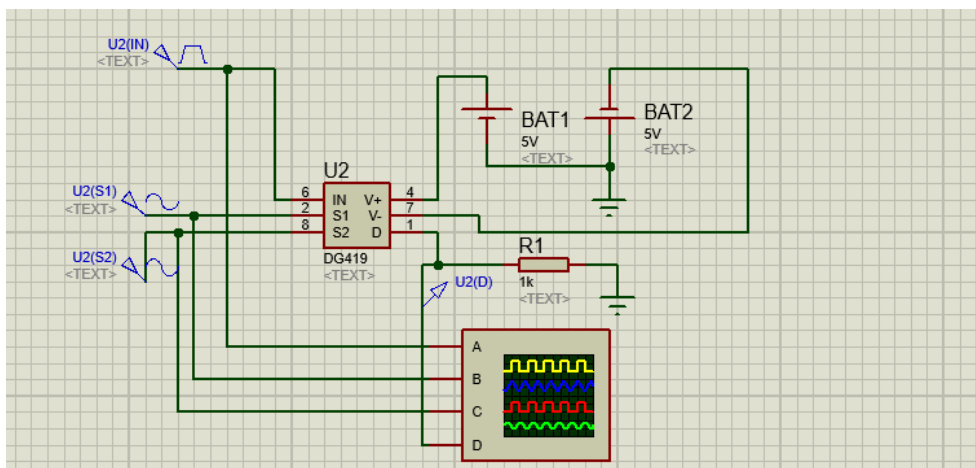 U2(IN)
<TEXT>
U2(S1)
<TEXT>
U2(S2)
<TEXT>
U2
6 IN V+ 4
2 S1 V- 7
8 S2 D 1
DG419
<TEXT>
BAT1
5V
<TEXT>
BAT2
5V
<TEXT>
R1
1k
<TEXT>
U2(D)
A
B
C
D